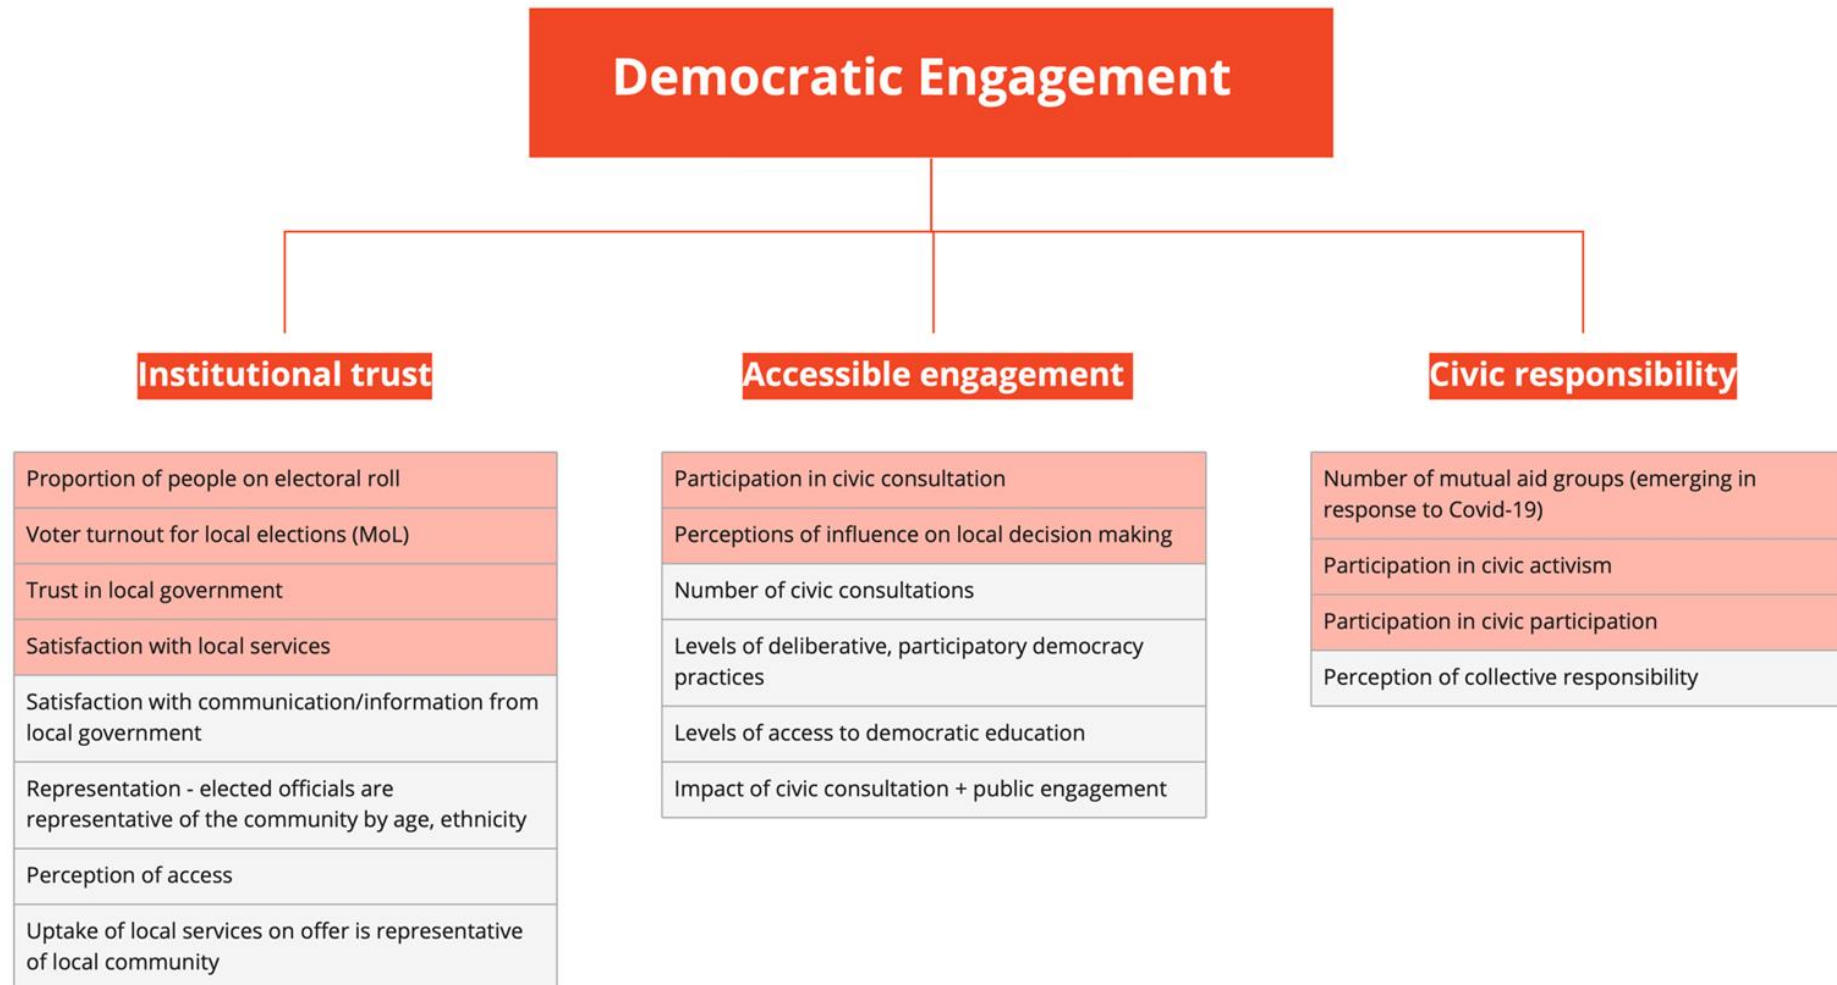 Democratic Engagement
Institutional trust
Proportion of people on electoral roll
Voter turnout for local elections (MoL)
Trust in local government
Satisfaction with local services
Satisfaction with communication/information from
local government
Representation - elected officials are
representative of the community by age, ethnicity
Perception of access
Uptake of local services on offer is representative
of local community
Accessible engagement
Participation in civic consultation
Perceptions of influence on local decision making
Number of civic consultations
Levels of deliberative, participatory democracy
practices
Levels of access to democratic education
Impact of civic consultation + public engagement
Civic responsibility
Number of mutual aid groups (emerging in
response to Covid-19)
Participation in civic activism
Participation in civic participation
Perception of collective responsibility